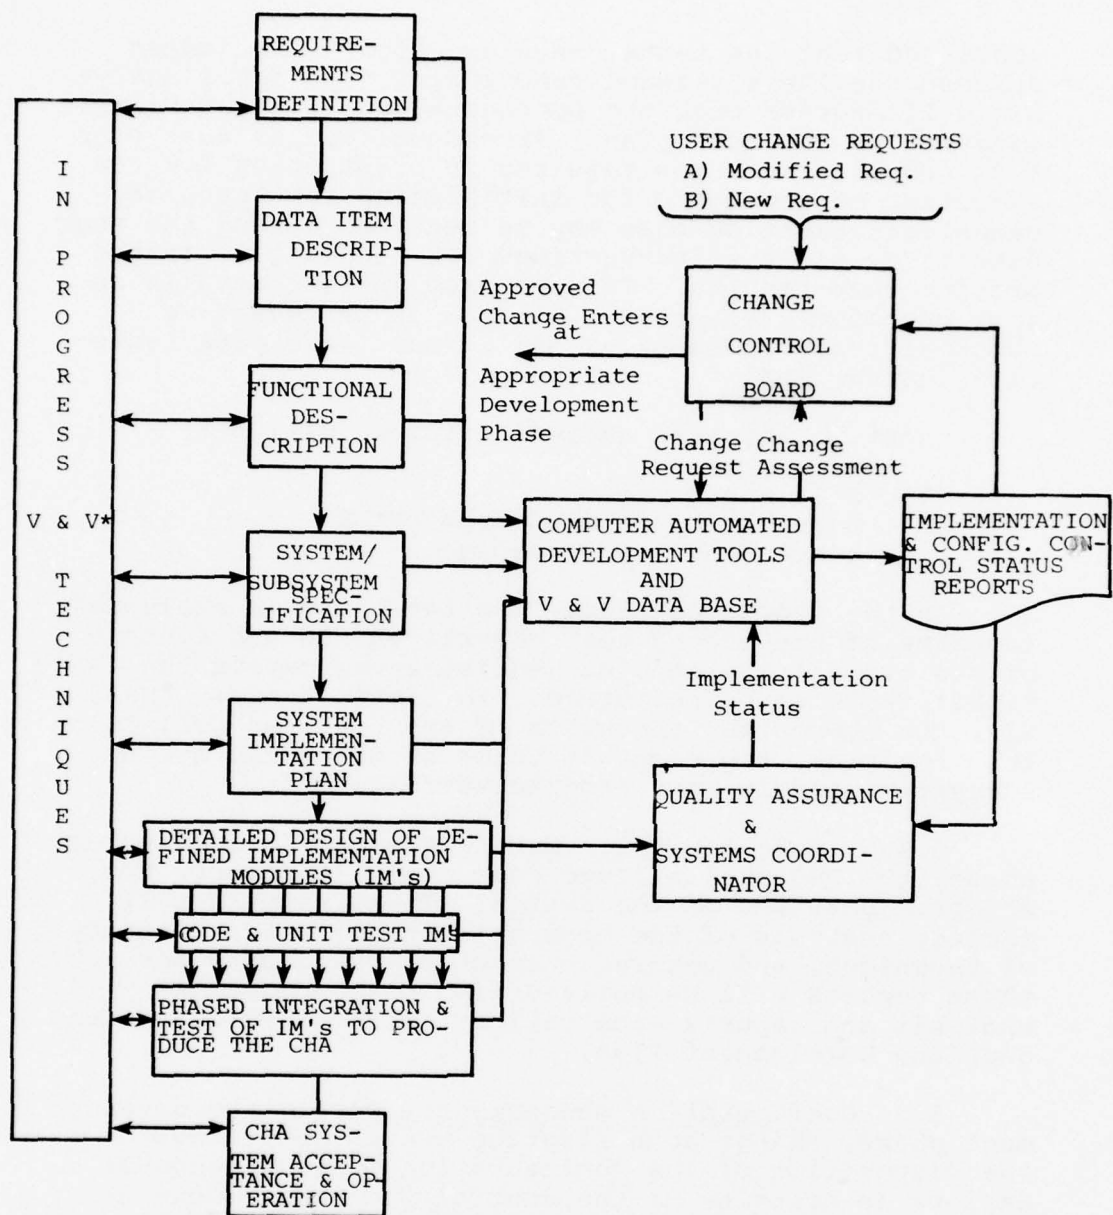 REQUIRE-
MENTS
DEFINITION
IN PROGRESS
V & V*
TECHNIQUES
DATA ITEM
DESCRIP-
TION
FUNCTIONAL
DES-
CRIPTION
SYSTEM/
SUBSYSTEM
SPEC-
IFICATION
SYSTEM
IMPLEMEN-
TATION
PLAN
DETAILED DESIGN OF DE-
FINED IMPLEMENTATION
MODULES (IM's)
CODE & UNIT TEST IM's
PHASED INTEGRATION &
TEST OF IM's TO PRO-
DUCE THE CHA
CHA SYS-
TEM ACCEP-
TANCE & OP-
ERATION
USER CHANGE REQUESTS
A) Modified Req.
B) New Req.
CHANGE
CONTROL
BOARD
Approved
Change Enters
at
Appropriate
Development
Phase
Change Change
Request Assessment
COMPUTER AUTOMATED
DEVELOPMENT TOOLS
AND
V & V DATA BASE
IMPLEMENTATION
& CONFIG. CON-
TROL STATUS
REPORTS
Implementation
Status
QUALITY ASSURANCE
&
SYSTEMS COORDI-
NATOR